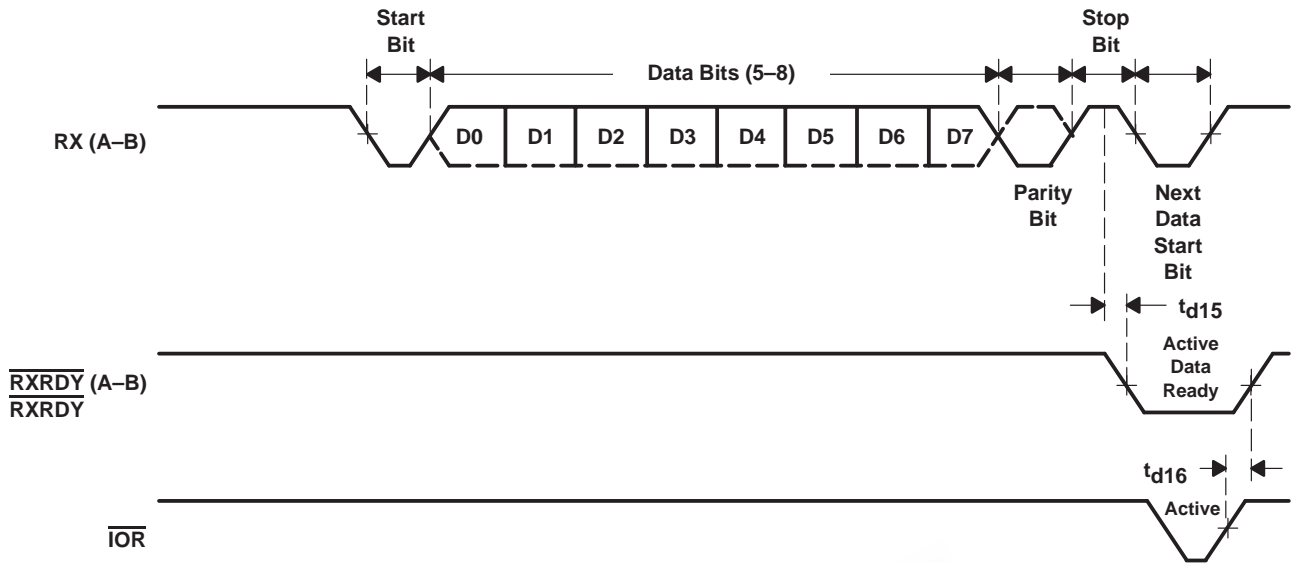 Start
Bit
Stop
Bit
Data Bits (5–8)
RX (A–B)
D0 D1 D2 D3 D4 D5 D6 D7
Parity
Bit
Next
Data
Start
Bit
td15
Active
Data
Ready
RXRDY (A–B)
RXRDY
td16
Active
IOR